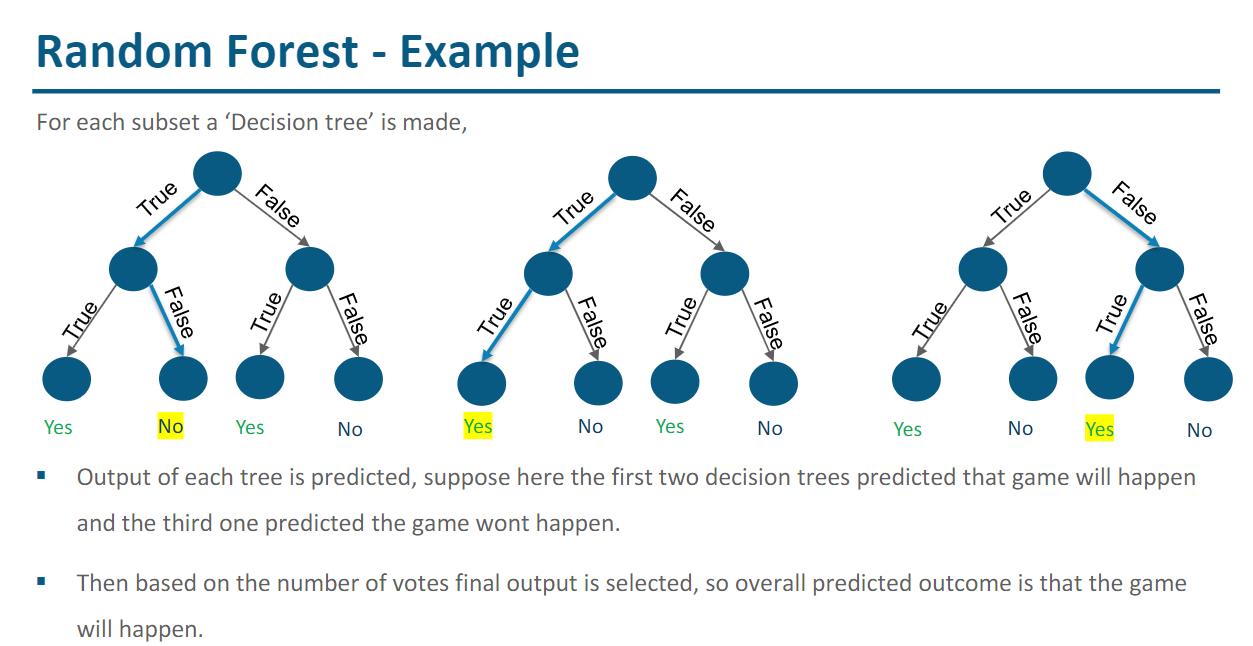 Random Forest - Example
For each subset a ‘Decision tree’ is made,
True False True False True False
True False True False True False True False True False True False
Yes No Yes No Yes No Yes No Yes No Yes No
Output of each tree is predicted, suppose here the first two decision trees predicted that game will happen
and the third one predicted the game wont happen.
Then based on the number of votes final output is selected, so overall predicted outcome is that the game
will happen.